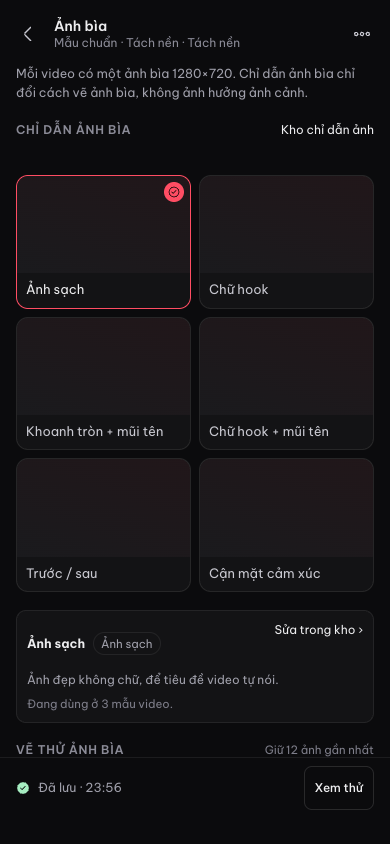 Ảnh bìa
Mẫu chuẩn · Tách nền · Tách nền
Mỗi video có một ảnh bìa 1280×720. Chỉ dẫn ảnh bìa chỉ
đổi cách vẽ ảnh bìa, không ảnh hưởng ảnh cảnh.
CHỈ DẪN ẢNH BÌA
Kho chỉ dẫn ảnh
Ảnh sạch
Chữ hook
Khoanh tròn + mũi tên
Chữ hook + mũi tên
Trước / sau
Cận mặt cảm xúc
Sửa trong kho ›
Ảnh sạch
Ảnh sạch
Ảnh đẹp không chữ, để tiêu đề video tự nói.
Đang dùng ở 3 mẫu video.
VẼ THỬ ẢNH BÌA
Giữ 12 ảnh gần nhất
Đã lưu · 23:56
Xem thử